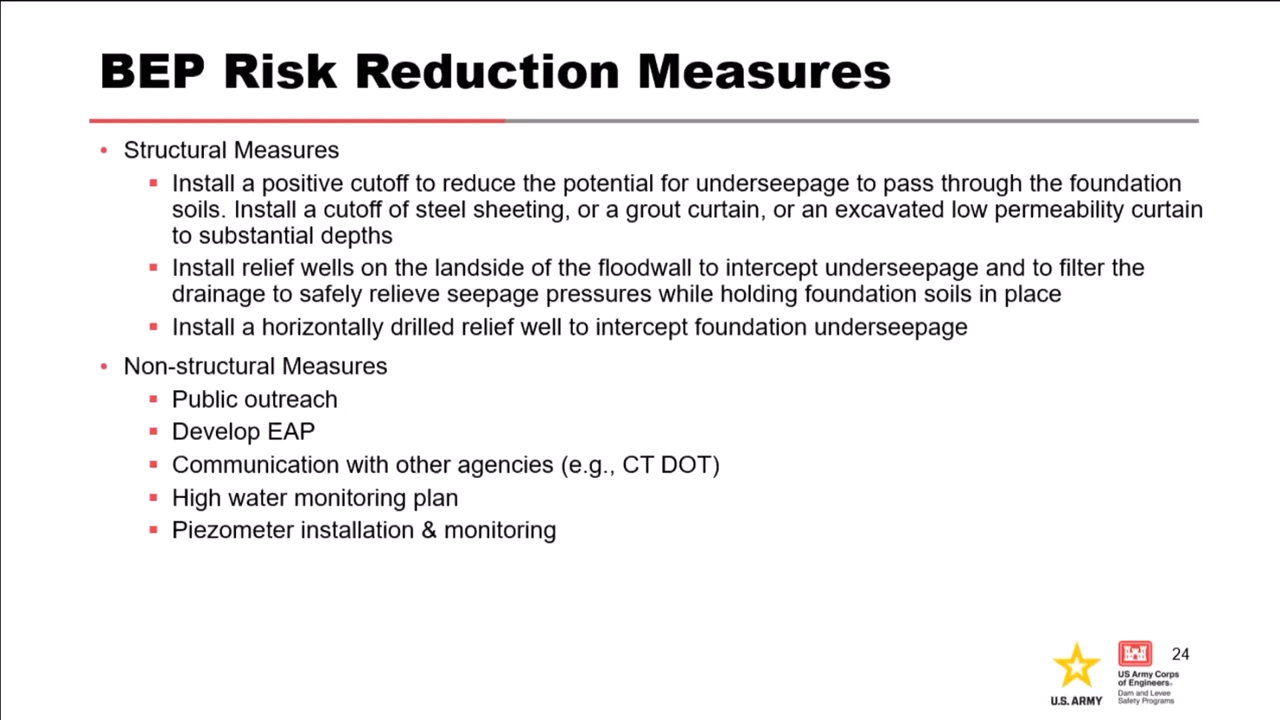 BEP Risk Reduction Measures
• Structural Measures
▪ Install a positive cutoff to reduce the potential for underseepage to pass through the foundation
soils. Install a cutoff of steel sheeting, or a grout curtain, or an excavated low permeability curtain
to substantial depths
▪ Install relief wells on the landside of the floodwall to intercept underseepage and to filter the
drainage to safely relieve seepage pressures while holding foundation soils in place
▪ Install a horizontally drilled relief well to intercept foundation underseepage
• Non-structural Measures
▪ Public outreach
▪ Develop EAP
▪ Communication with other agencies (e.g., CT DOT)
▪ High water monitoring plan
▪ Piezometer installation & monitoring
24
U.S. ARMY
US Army Corps
of Engineers®
Dam and Levee
Safety Programs